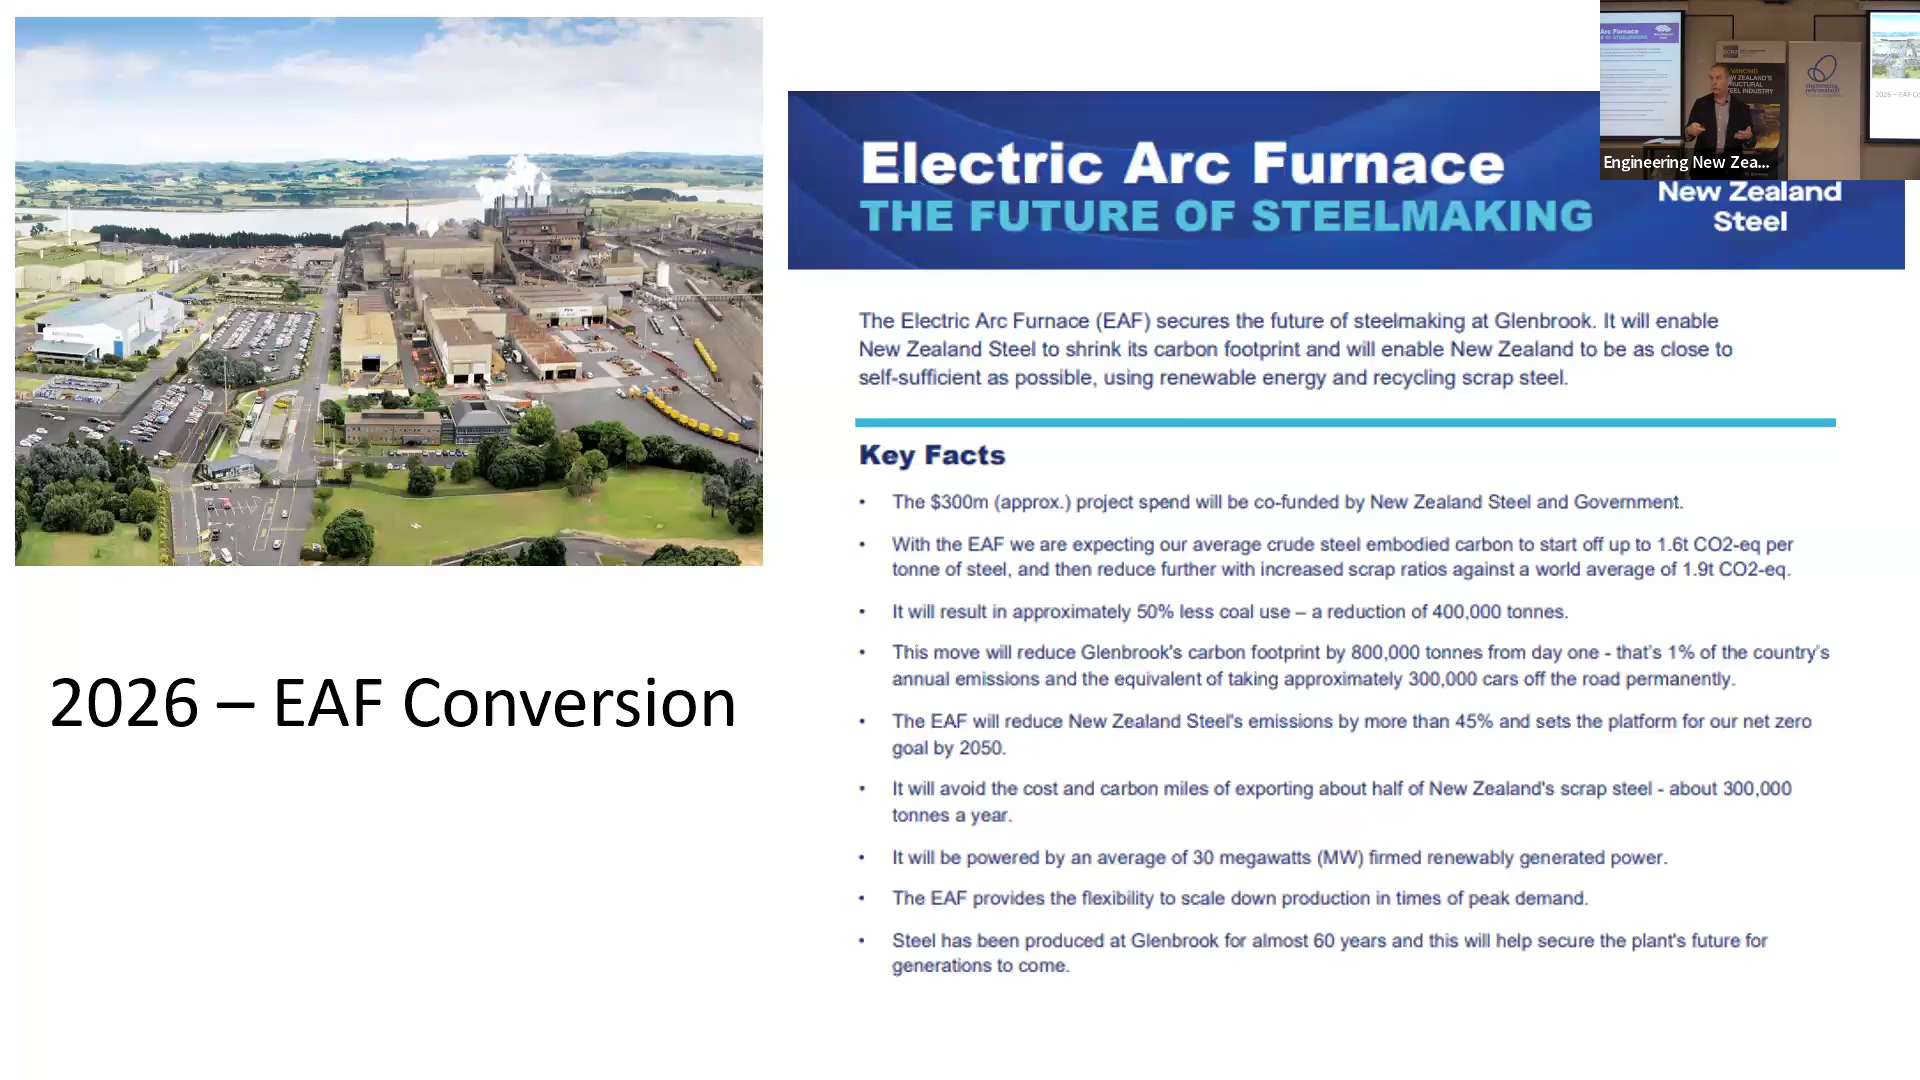 Electric Arc Furnace
THE FUTURE OF STEELMAKING
New Zealand
Steel
The Electric Arc Furnace (EAF) secures the future of steelmaking at Glenbrook. It will enable
New Zealand Steel to shrink its carbon footprint and will enable New Zealand to be as close to
self-sufficient as possible, using renewable energy and recycling scrap steel.
Key Facts
• The $300m (approx.) project spend will be co-funded by New Zealand Steel and Government.
• With the EAF we are expecting our average crude steel embodied carbon to start off up to 1.6t CO2-eq per
tonne of steel, and then reduce further with increased scrap ratios against a world average of 1.9t CO2-eq.
• It will result in approximately 50% less coal use – a reduction of 400,000 tonnes.
• This move will reduce Glenbrook's carbon footprint by 800,000 tonnes from day one - that's 1% of the country's
annual emissions and the equivalent of taking approximately 300,000 cars off the road permanently.
• The EAF will reduce New Zealand Steel's emissions by more than 45% and sets the platform for our net zero
goal by 2050.
• It will avoid the cost and carbon miles of exporting about half of New Zealand's scrap steel - about 300,000
tonnes a year.
• It will be powered by an average of 30 megawatts (MW) firmed renewably generated power.
• The EAF provides the flexibility to scale down production in times of peak demand.
• Steel has been produced at Glenbrook for almost 60 years and this will help secure the plant's future for
generations to come.
2026 – EAF Conversion
Arc Furnace
2026 – EAF Co
Engineering New Zea...